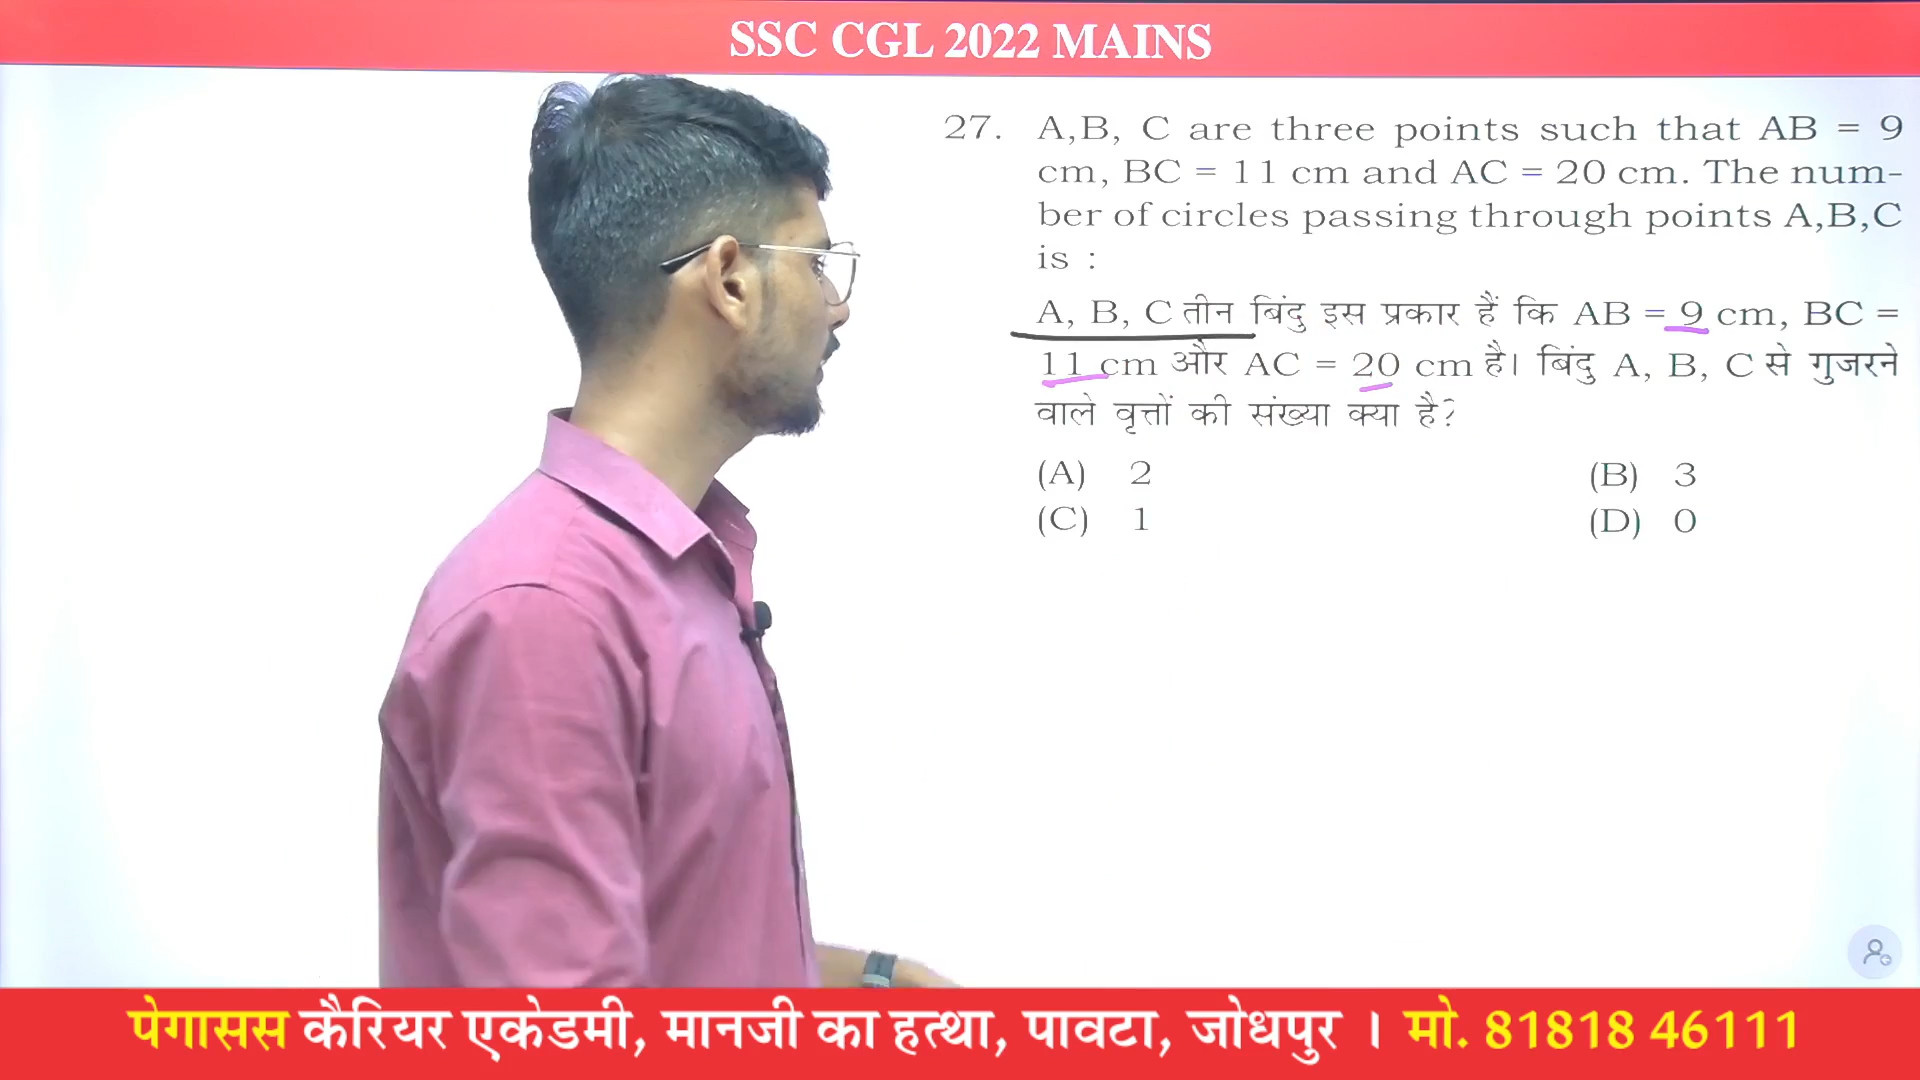 SSC CGL 2022 MAINS
27. A,B, C are three points such that AB = 9
cm, BC = 11 cm and AC = 20 cm. The num-
ber of circles passing through points A,B,C
is :
A, B, C तीन बिंदु इस प्रकार हैं कि AB = 9 cm, BC =
11 cm और AC = 20 cm है। बिंदु A, B, C से गुजरने
वाले वृत्तों की संख्या क्या है?
(A) 2 (B) 3
(C) 1 (D) 0
पेगासस कैरियर एकेडमी, मानजी का हत्था, पावटा, जोधपुर । मो. 81818 46111